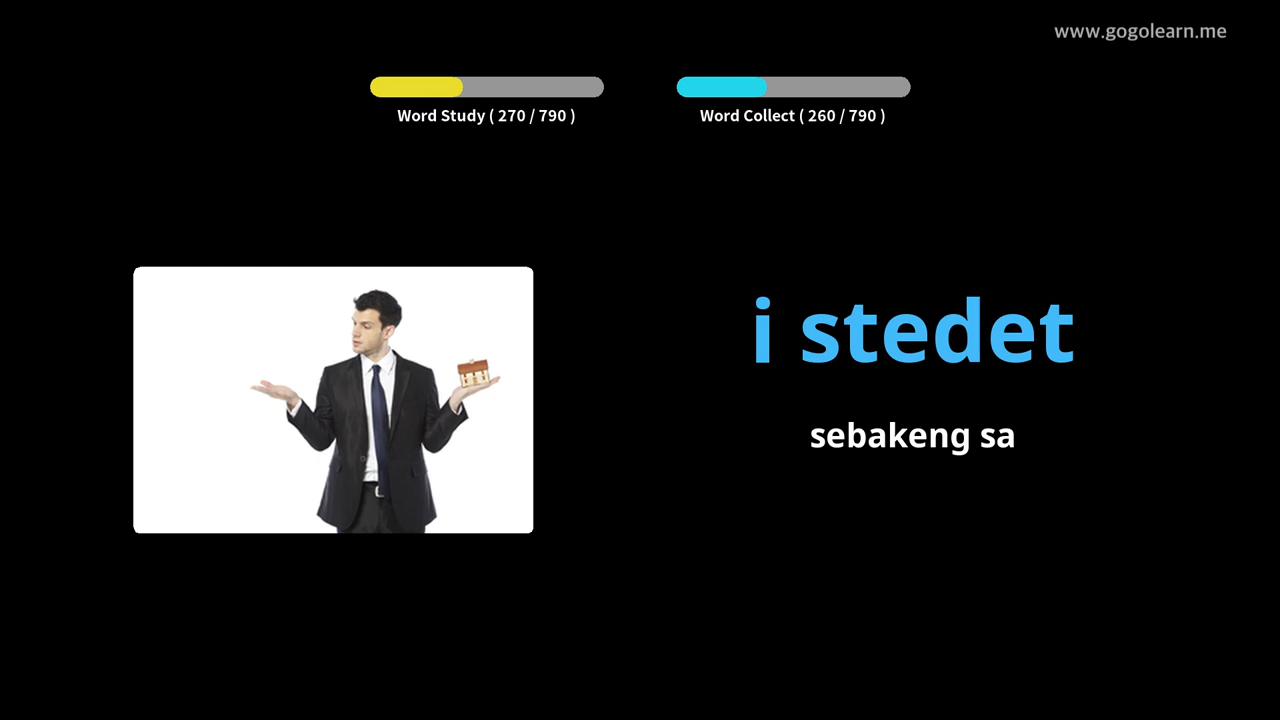 www.gogolearn.me
Word Study ( 270 / 790 )
Word Collect ( 260 / 790 )
i stedet
sebakeng sa